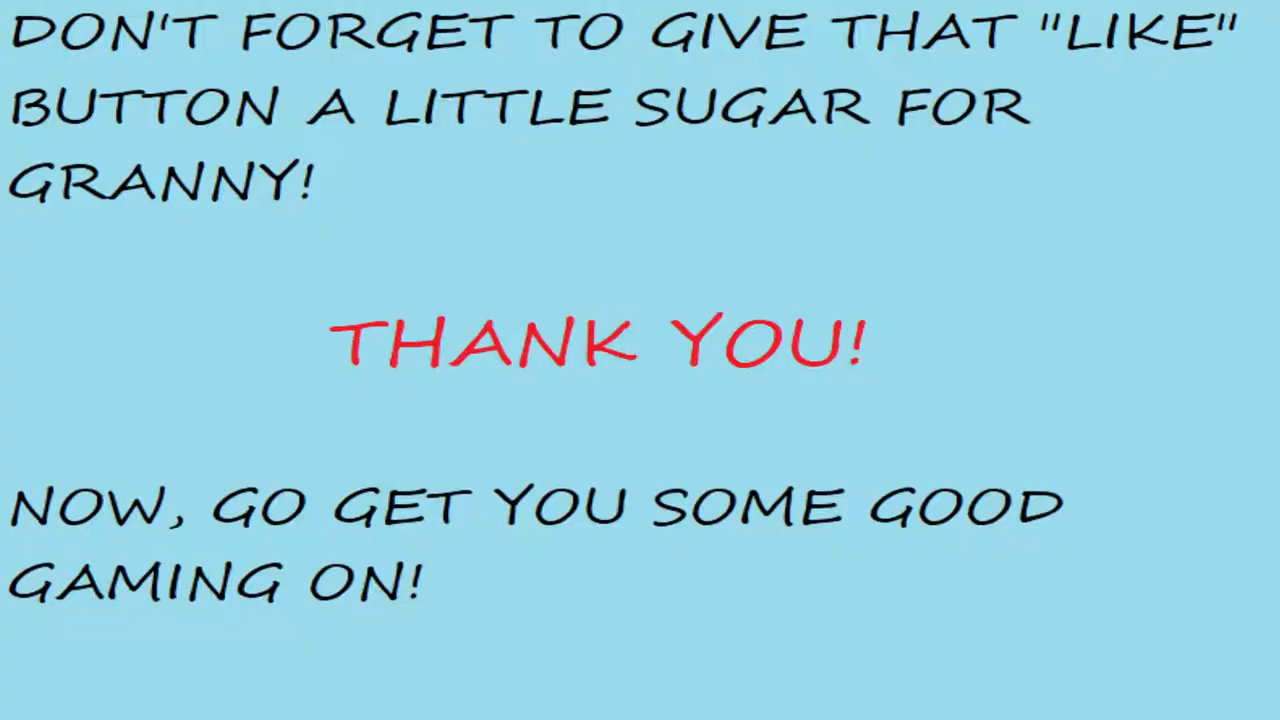 DON'T FORGET TO GIVE THAT "LIKE"
BUTTON A LITTLE SUGAR FOR
GRANNY!
THANK YOU!
NOW, GO GET YOU SOME GOOD
GAMING ON!